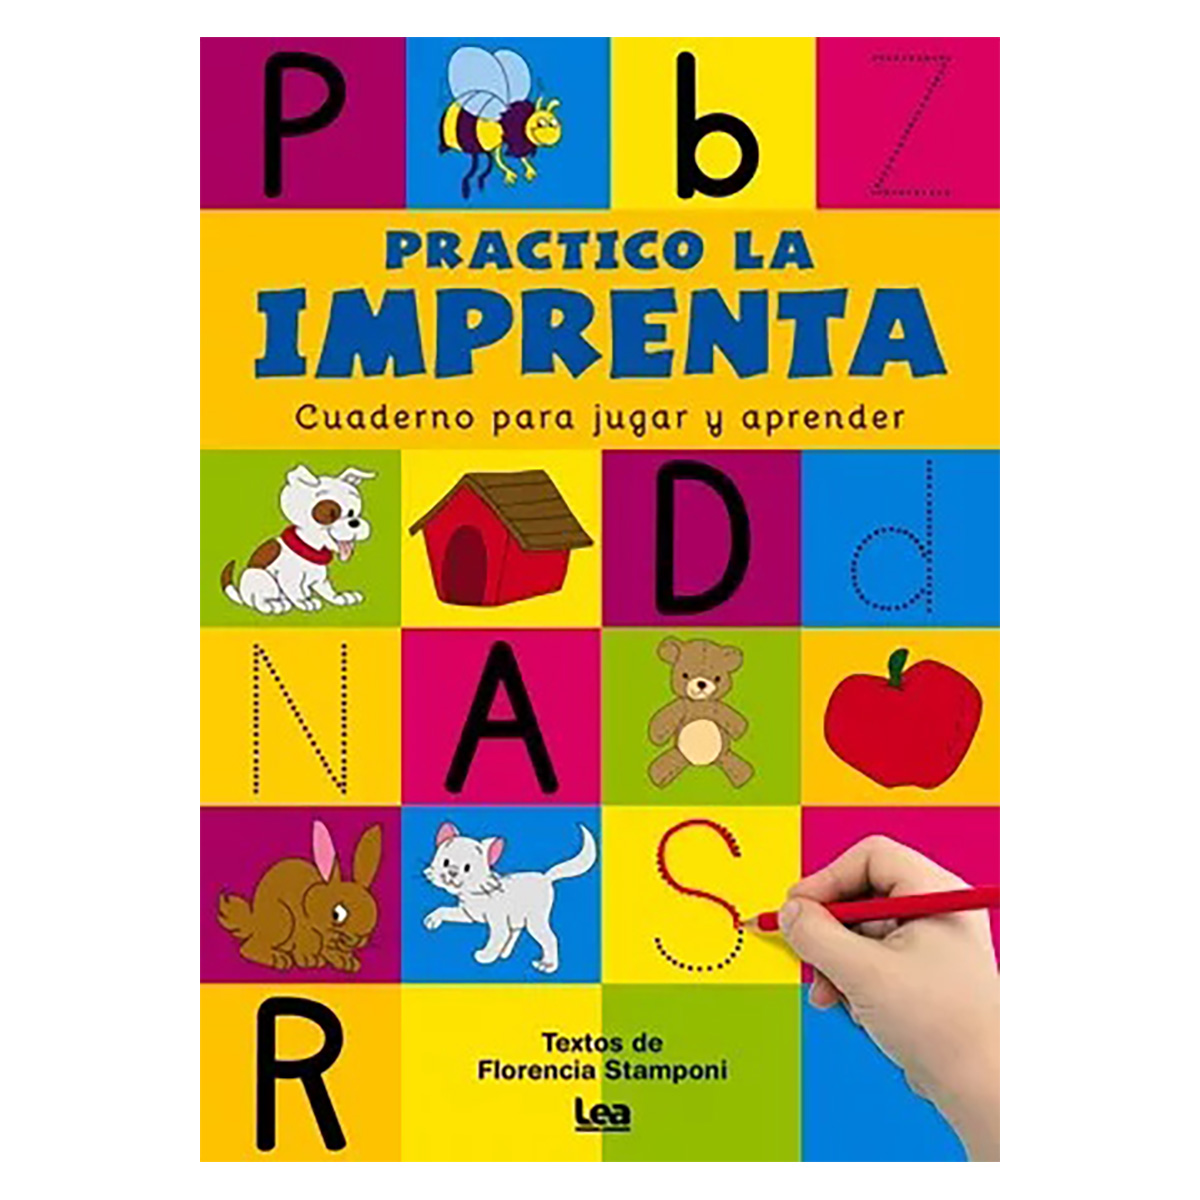 P b Z
PRACTICO LA
IMPRENTA
Cuaderno para jugar y aprender
D d
N A
S
R
Textos de
Florencia Stamponi
Lea